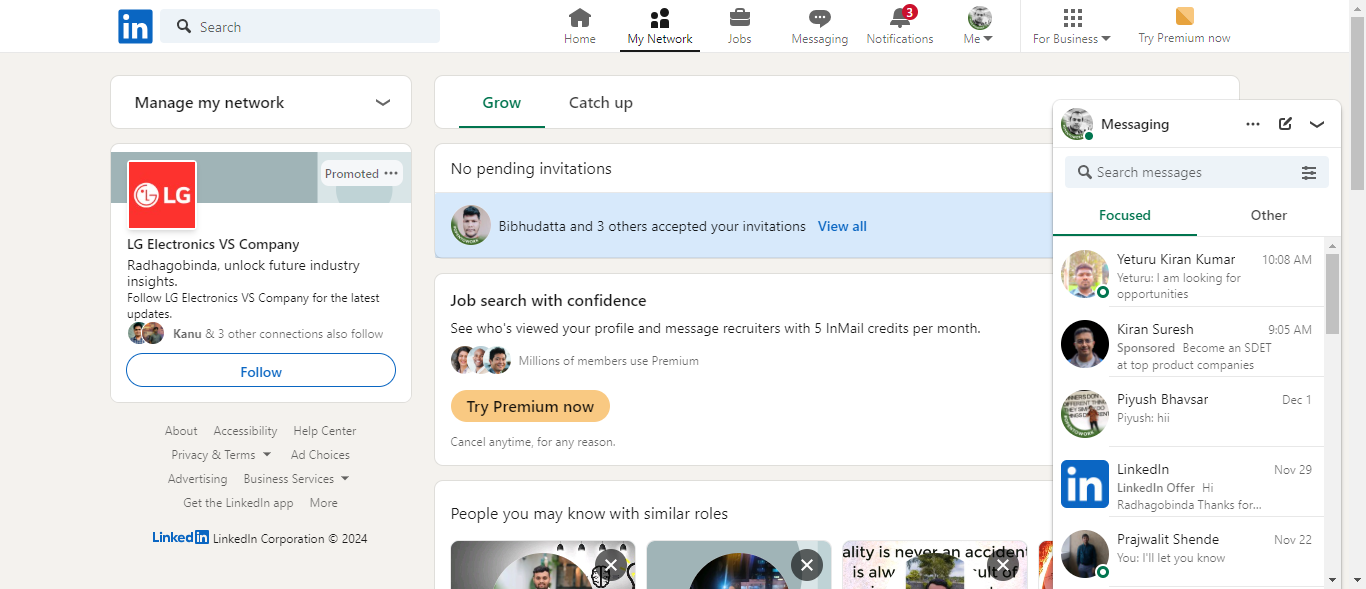 in
Search
Home
My Network
Jobs
Messaging
3
Notifications
Me
For Business
Try Premium now
Manage my network
Promoted
LG
LG Electronics VS Company
Radhagobinda, unlock future industry
insights.
Follow LG Electronics VS Company for the latest
updates.
Kanu & 3 other connections also follow
Follow
About Accessibility Help Center
Privacy & Terms Ad Choices
Advertising Business Services
Get the LinkedIn app More
LinkedIn LinkedIn Corporation © 2024
Grow Catch up
No pending invitations
Bibhudatta and 3 others accepted your invitations View all
Job search with confidence
See who's viewed your profile and message recruiters with 5 InMail credits per month.
Millions of members use Premium
Try Premium now
Cancel anytime, for any reason.
People you may know with similar roles
ality is never an accident
is alw
ult of
Messaging
Search messages
Focused Other
Yeturu Kiran Kumar 10:08 AM
Yeturu: I am looking for
opportunities
Kiran Suresh 9:05 AM
Sponsored Become an SDET
at top product companies
Piyush Bhavsar Dec 1
Piyush: hii
LinkedIn Nov 29
LinkedIn Offer Hi
Radhagobinda Thanks for...
Prajwalit Shende Nov 22
You: I'll let you know